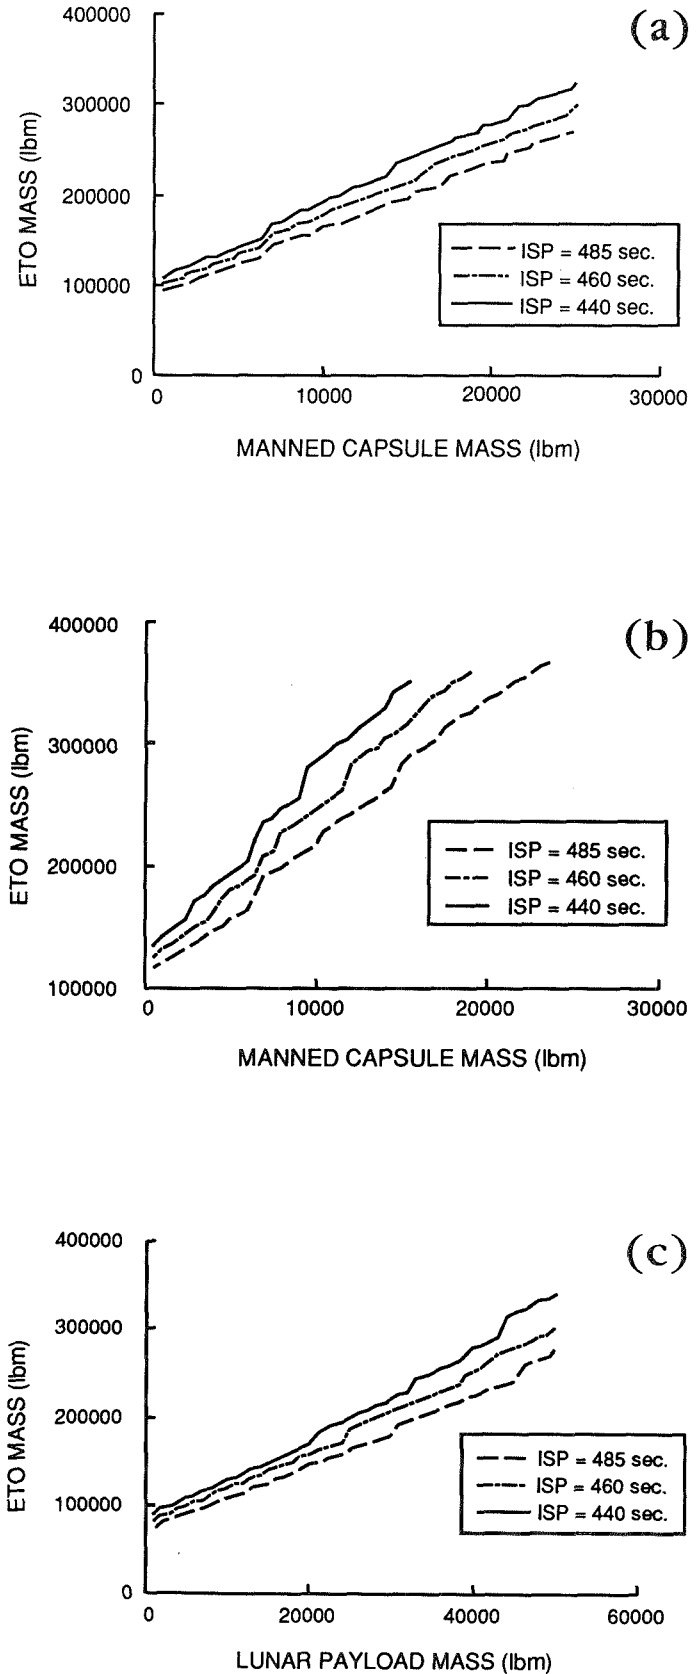 (a)
400000
300000
200000
100000
0
ETO MASS (lbm)
0 10000 20000 30000
MANNED CAPSULE MASS (lbm)
ISP = 485 sec.
ISP = 460 sec.
ISP = 440 sec.
(b)
400000
300000
200000
100000
ETO MASS (lbm)
0 10000 20000 30000
MANNED CAPSULE MASS (lbm)
ISP = 485 sec.
ISP = 460 sec.
ISP = 440 sec.
(c)
400000
300000
200000
100000
0
ETO MASS (lbm)
0 20000 40000 60000
LUNAR PAYLOAD MASS (lbm)
ISP = 485 sec.
ISP = 460 sec.
ISP = 440 sec.